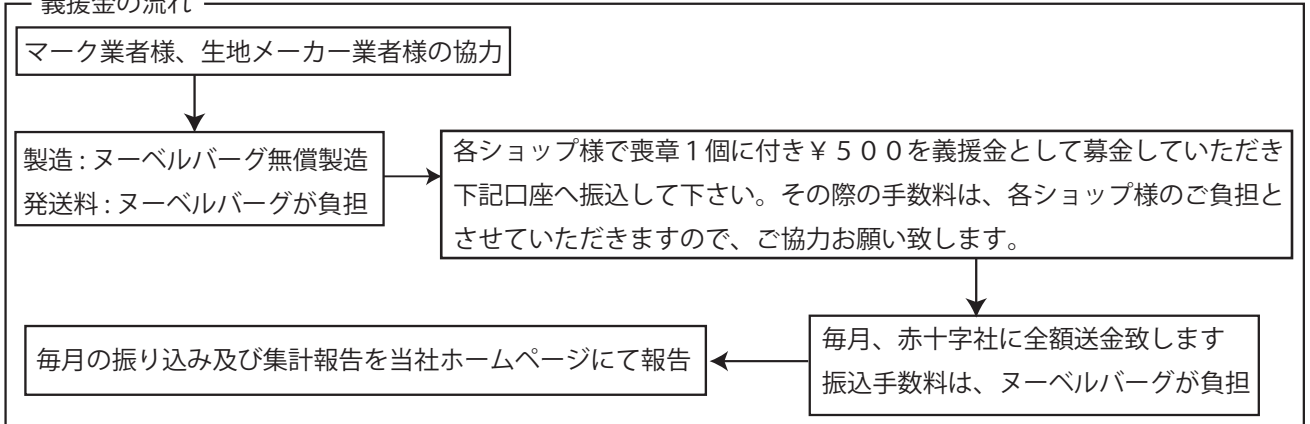 義援金の流れ
マーク業者様、生地メーカー業者様の協力
製造 : ヌーベルバーグ無償製造
発送料 : ヌーベルバーグが負担
各ショップ様で喪章１個に付き￥５００を義援金として募金していただき
下記口座へ振込して下さい。その際の手数料は、各ショップ様のご負担と
させていただきますので、ご協力お願い致します。
毎月、赤十字社に全額送金致します
振込手数料は、ヌーベルバーグが負担
毎月の振り込み及び集計報告を当社ホームページにて報告